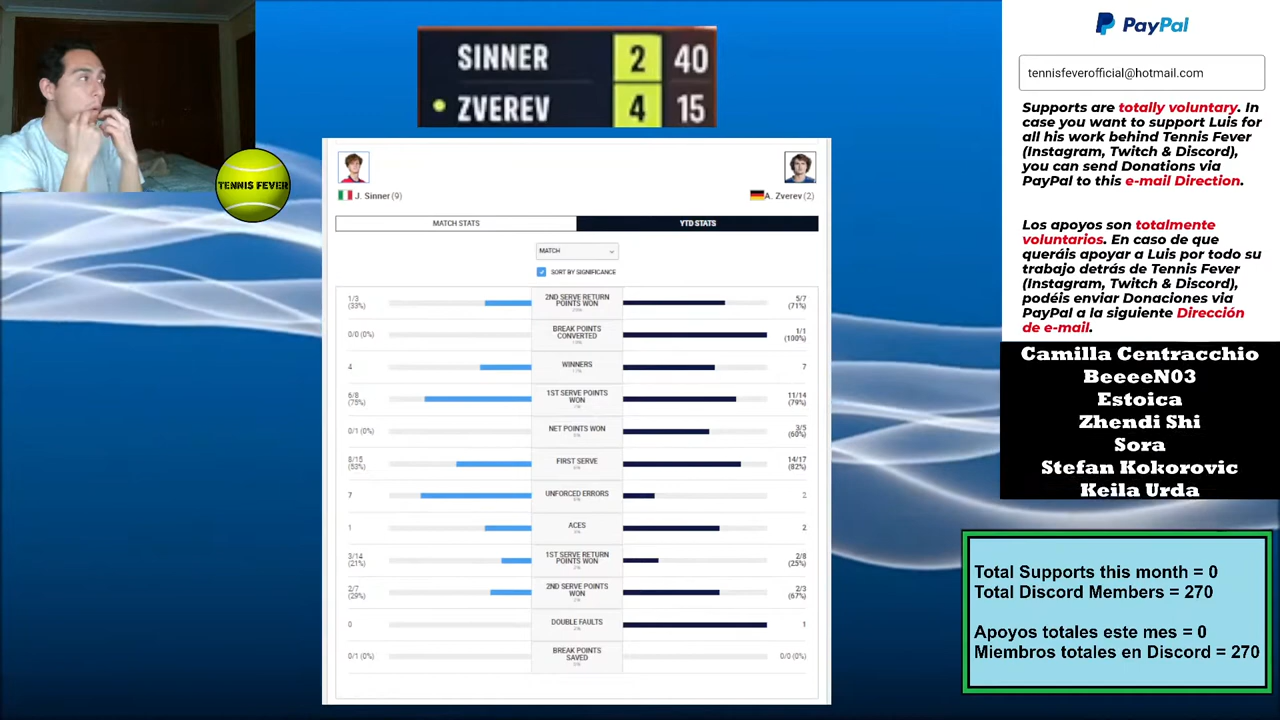 SINNER 2 40
ZVEREV 4 15
TENNIS FEVER
J. Sinner (9)
A. Zverev (2)
MATCH STATS
YTD STATS
MATCH
SORT BY SIGNIFICANCE
1/3
(33%)
2ND SERVE RETURN
POINTS WON
5/7
(71%)
0/0 (0%)
BREAK POINTS
CONVERTED
1/1
(100%)
4
WINNERS
7
6/8
(75%)
1ST SERVE POINTS
WON
11/14
(79%)
0/1 (0%)
NET POINTS WON
3/5
(60%)
8/15
(53%)
FIRST SERVE
14/17
(82%)
7
UNFORCED ERRORS
2
1
ACES
2
3/14
(21%)
1ST SERVE RETURN
POINTS WON
2/8
(25%)
2/7
(29%)
2ND SERVE POINTS
WON
2/3
(67%)
0
DOUBLE FAULTS
1
0/1 (0%)
BREAK POINTS
SAVED
0/0 (0%)
PayPal
tennisfeverofficial@hotmail.com
Supports are totally voluntary. In
case you want to support Luis for
all his work behind Tennis Fever
(Instagram, Twitch & Discord),
you can send Donations via
PayPal to this e-mail Direction.
Los apoyos son totalmente
voluntarios. En caso de que
queráis apoyar a Luis por todo su
trabajo detrás de Tennis Fever
(Instagram, Twitch & Discord),
podéis enviar Donaciones via
PayPal a la siguiente Dirección
de e-mail.
Camilla Centracchio
BeeeeN03
Estoica
Zhendi Shi
Sora
Stefan Kokorovic
Keila Urda
Total Supports this month = 0
Total Discord Members = 270
Apoyos totales este mes = 0
Miembros totales en Discord = 270